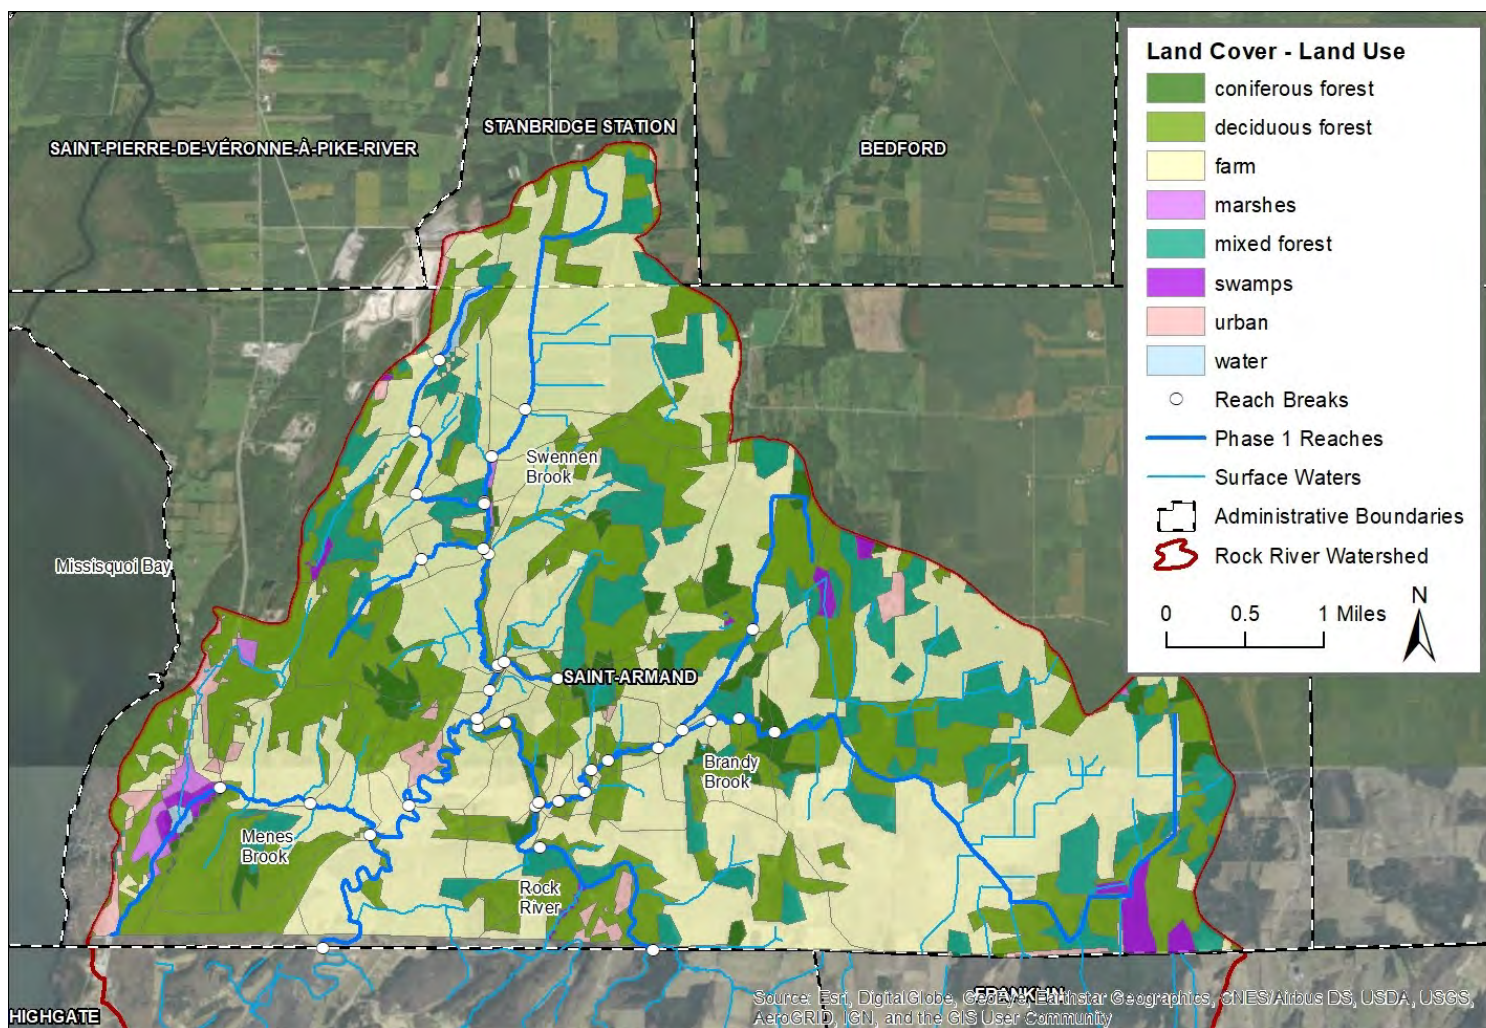 Land Cover - Land Use
coniferous forest
deciduous forest
farm
marshes
mixed forest
swamps
urban
water
Reach Breaks
Phase 1 Reaches
Surface Waters
Administrative Boundaries
Rock River Watershed
N
0 0.5 1 Miles
STANBRIDGE STATION
SAINT-PIERRE-DE-VÉRONNE-À-PIKE-RIVER
BEDFORD
Swennen
Brook
Missisquoi Bay
SAINT-ARMAND
Brandy
Brook
Menes
Brook
Rock
River
FRANKLIN
HIGHGATE
Source: Esri, DigitalGlobe, GeoEye, Earthstar Geographics, CNES/Airbus DS, USDA, USGS,
AeroGRID, IGN, and the GIS User Community